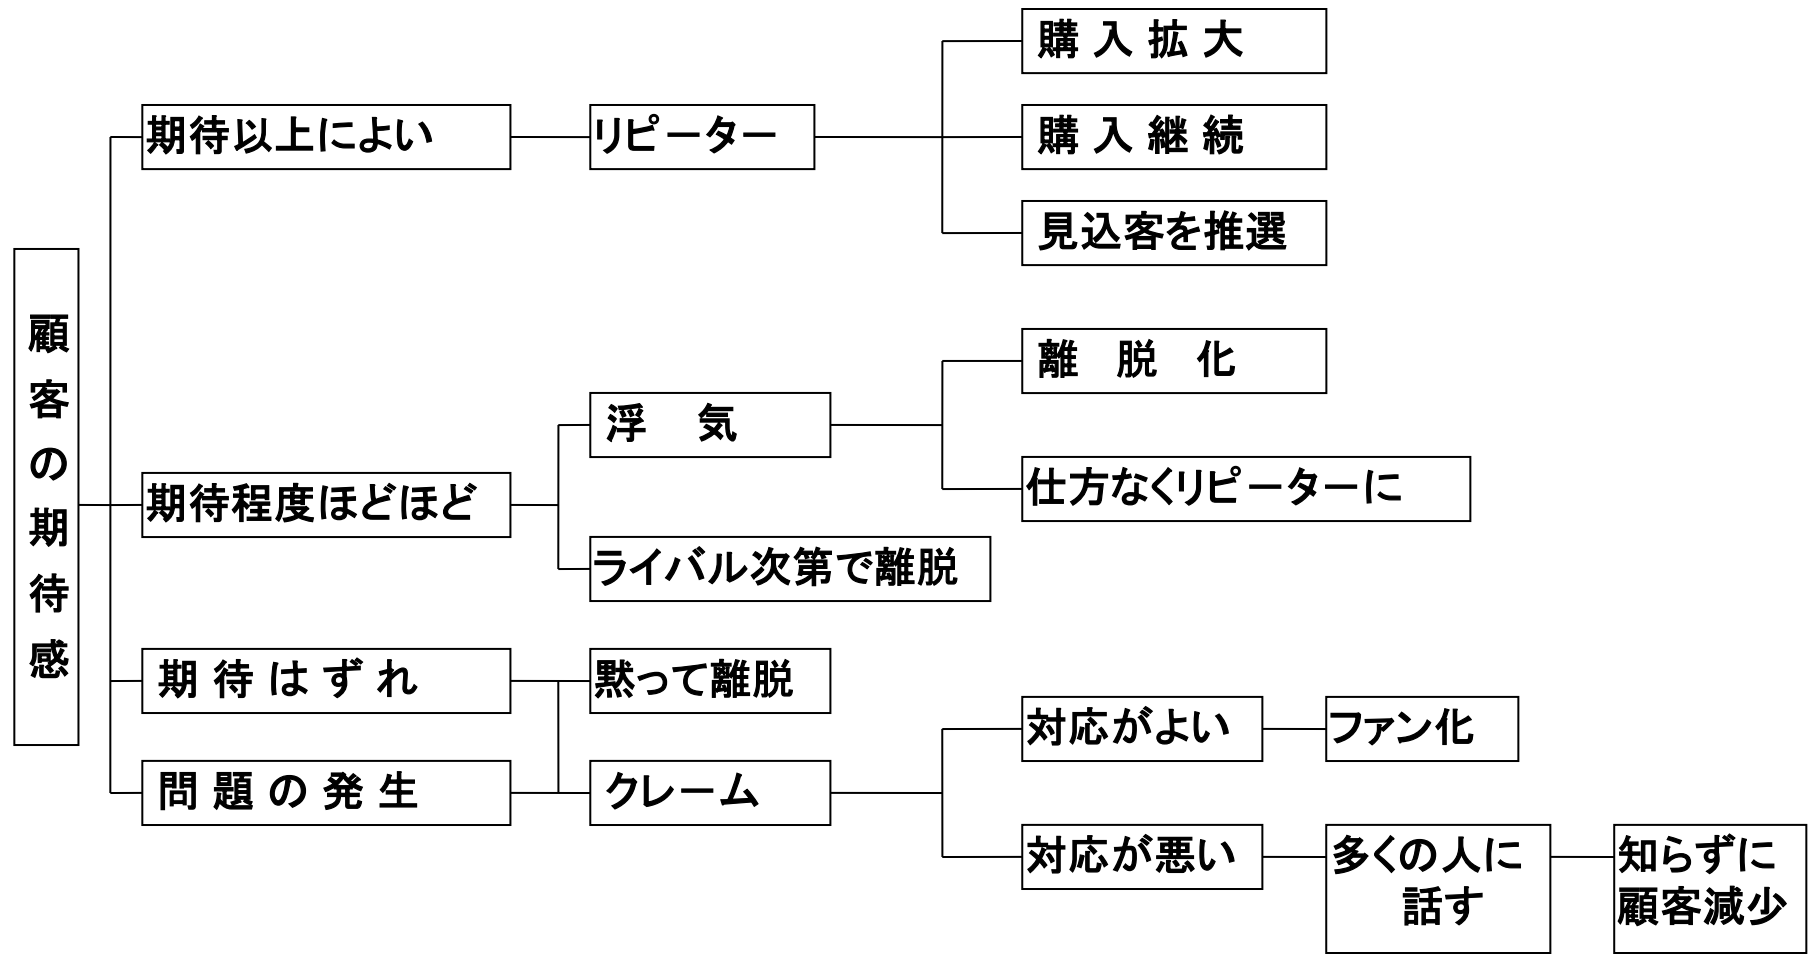 顧客の期待感
期待以上によい
リピーター
購入拡大
購入継続
見込客を推選
期待程度ほどほど
浮気
離脱化
仕方なくリピーターに
ライバル次第で離脱
期待はずれ
黙って離脱
問題の発生
クレーム
対応がよい
ファン化
対応が悪い
多くの人に
話す
知らずに
顧客減少